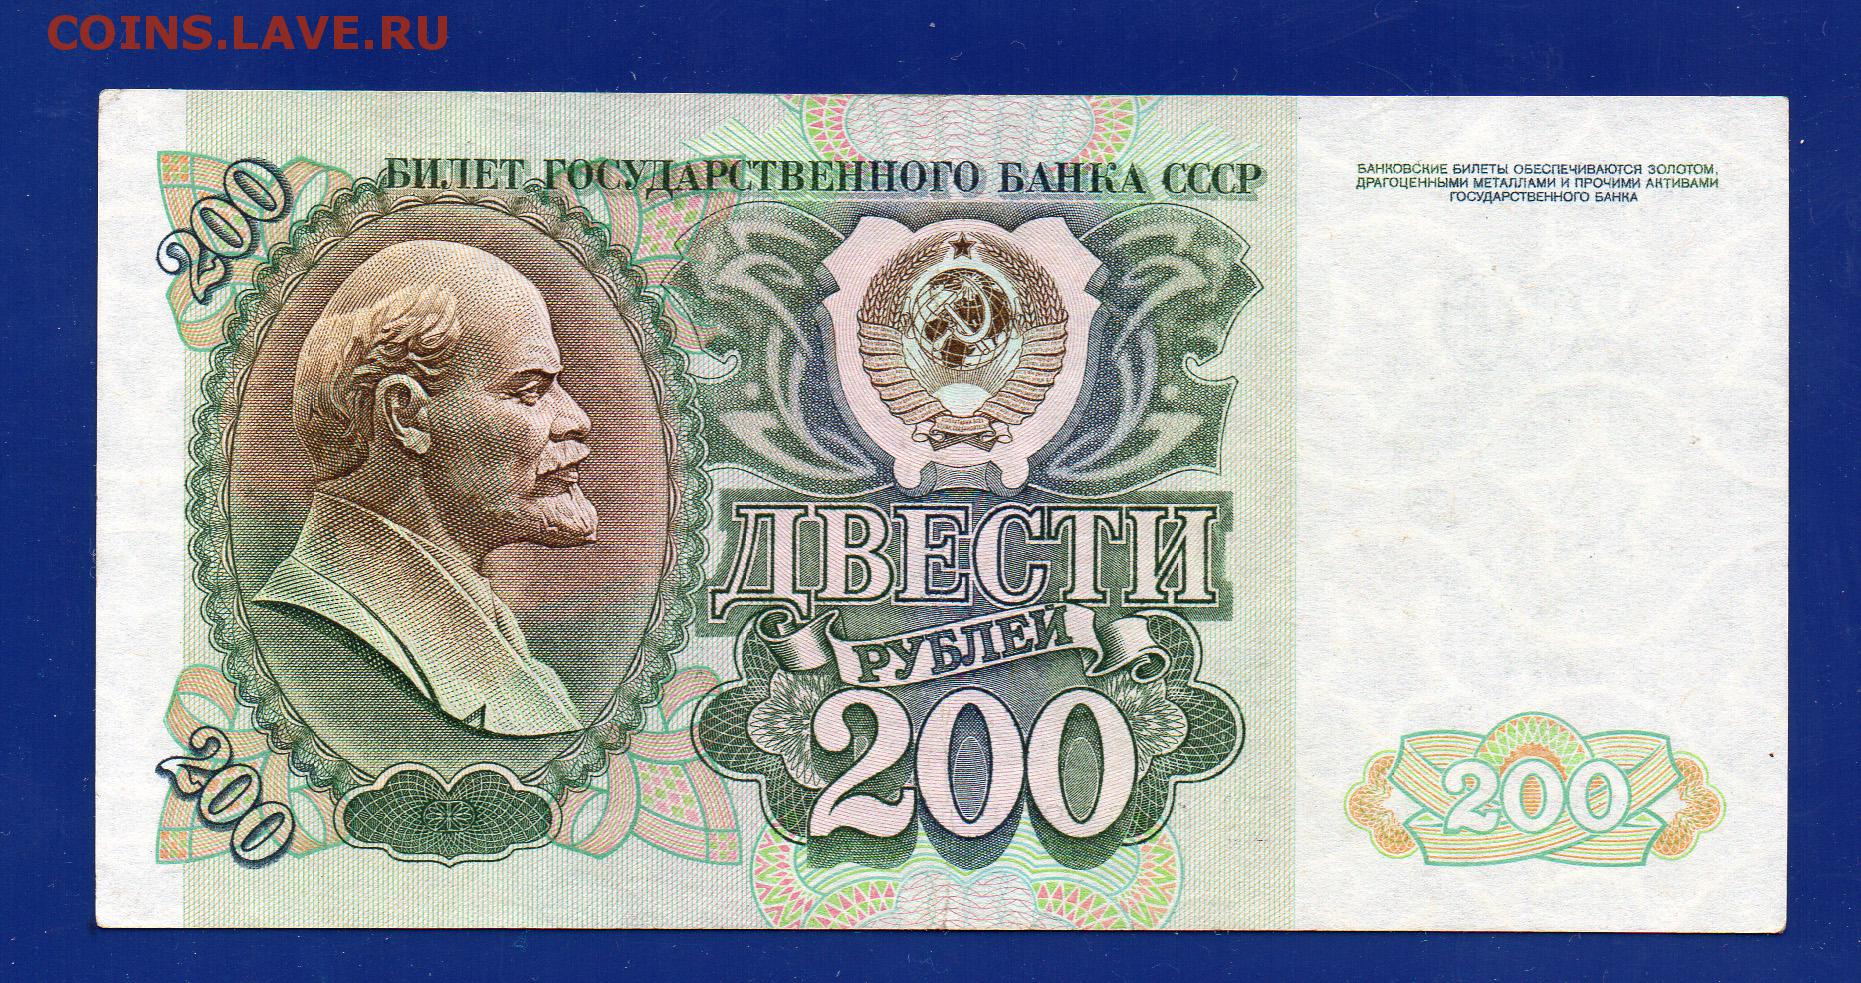 COINS.LAVE.RU
БИЛЕТ ГОСУДАРСТВЕННОГО БАНКА СССР
БАНКОВСКИЕ БИЛЕТЫ ОБЕСПЕЧИВАЮТСЯ ЗОЛОТОМ,
ДРАГОЦЕННЫМИ МЕТАЛЛАМИ И ПРОЧИМИ АКТИВАМИ
ГОСУДАРСТВЕННОГО БАНКА
200
ДВЕСТИ
РУБЛЕЙ
200
200
200